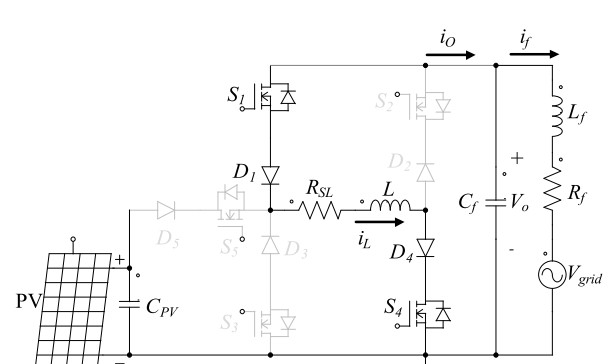 i_O i_f
S_1 S_2
L_f
D_1 D_2
R_SL L
+
C_f V_o
R_f
i_L
D_5 S_5 D_3 D_4
-
PV + C_PV
S_3 S_4
V_grid
-